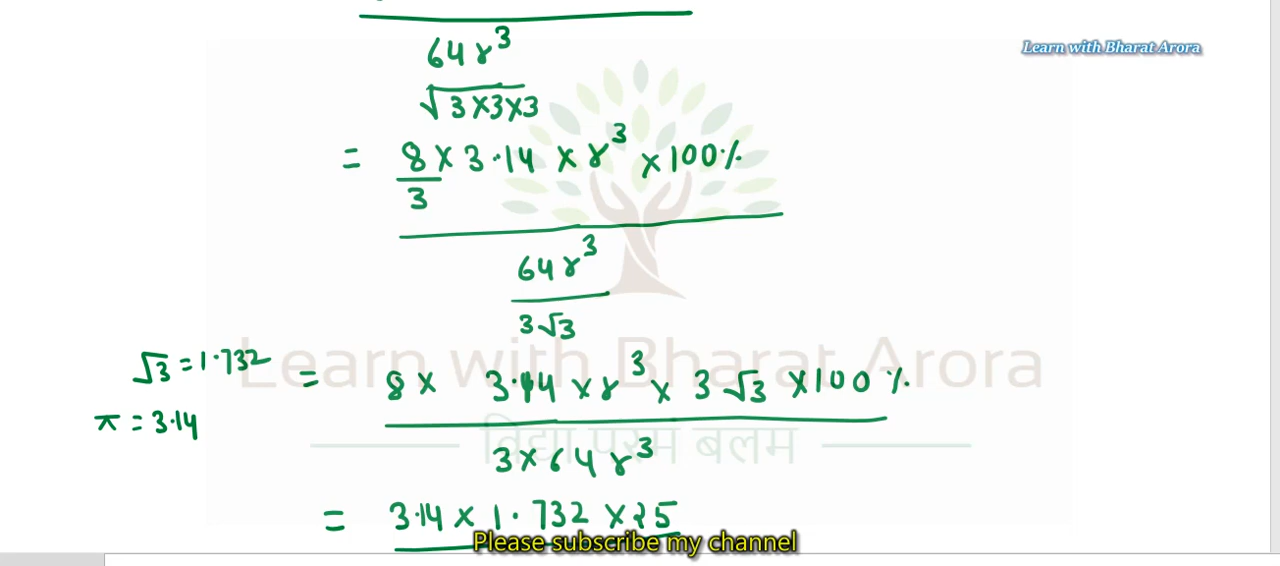 Learn with Bharat Arora
64r³
√3×3×3
= 8 × 3.14 × r³ × 100%
3
64r³
3√3
√3 = 1.732
= 8 × 3.14 × r³ × 3√3 × 100%
Learn with Bharat Arora
π = 3.14
विद्या परम बलम
3 × 64 r³
= 3.14 × 1.732 × 25
Please subscribe my channel